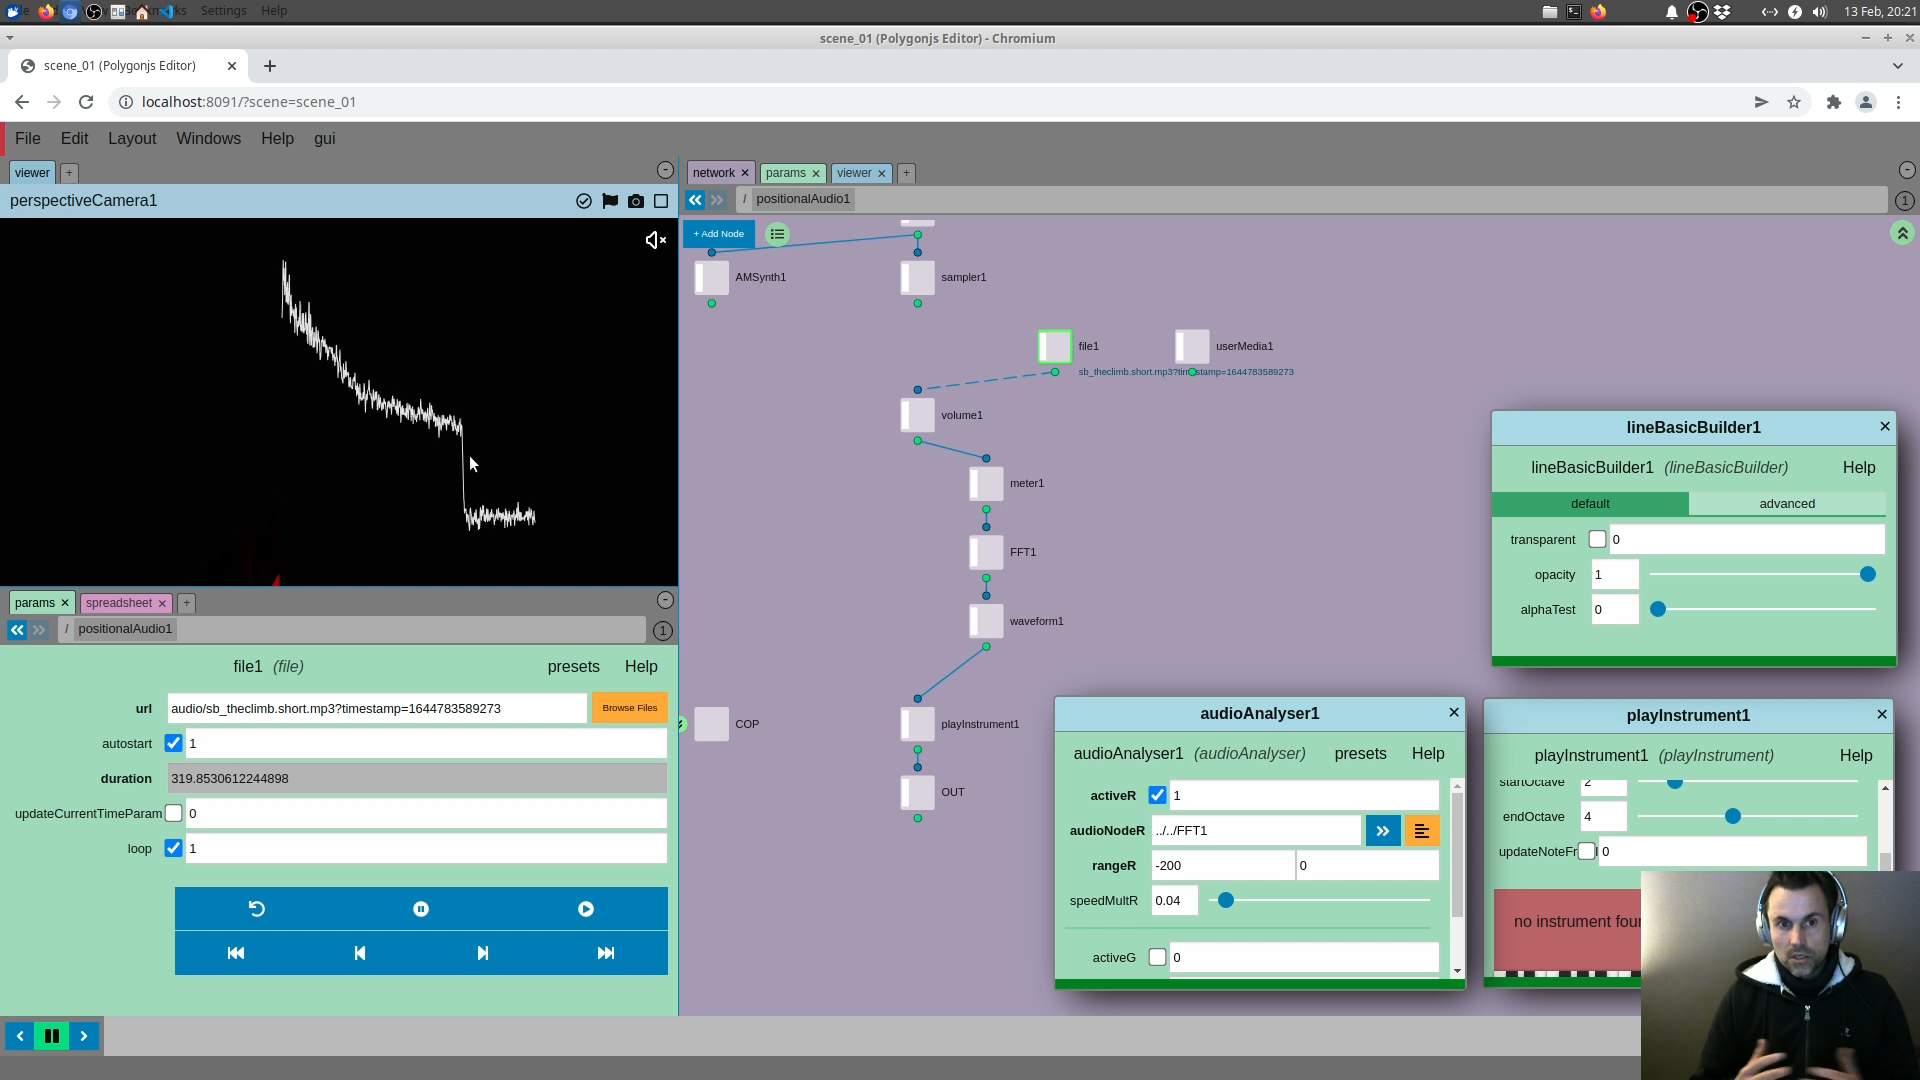 Settings Help
13 Feb, 20:21
scene_01 (Polygonjs Editor) - Chromium
scene_01 (Polygonjs Editor)
localhost:8091/?scene=scene_01
File Edit Layout Windows Help gui
viewer +
network params viewer +
perspectiveCamera1
/ positionalAudio1
1
+ Add Node
AMSynth1
sampler1
file1
userMedia1
sb_theclimb.short.mp3?timestamp=1644783589273
volume1
meter1
FFT1
waveform1
COP
playInstrument1
OUT
lineBasicBuilder1
lineBasicBuilder1 (lineBasicBuilder) Help
default advanced
transparent 0
opacity 1
alphaTest 0
params spreadsheet +
/ positionalAudio1
1
file1 (file) presets Help
url audio/sb_theclimb.short.mp3?timestamp=1644783589273 Browse Files
autostart 1
duration 319.8530612244898
updateCurrentTimeParam 0
loop 1
audioAnalyser1
audioAnalyser1 (audioAnalyser) presets Help
activeR 1
audioNodeR ../../FFT1
rangeR -200 0
speedMultR 0.04
activeG 0
playInstrument1
playInstrument1 (playInstrument) Help
startOctave 2
endOctave 4
0
no instrument